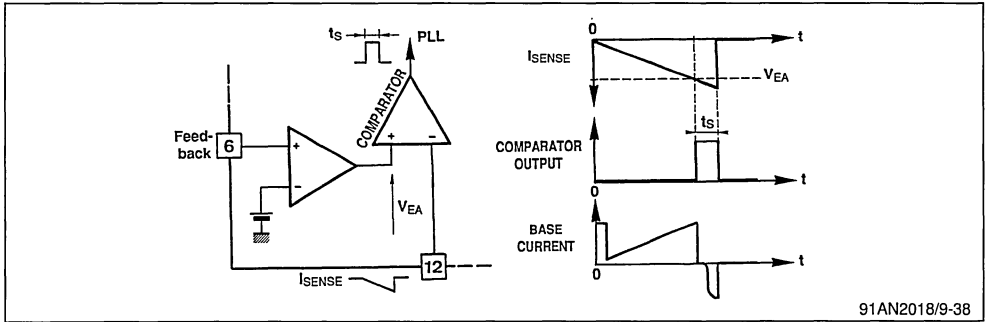 tS
PLL
COMPARATOR
Feed-
back
6
+
−
+
−
VEA
12
ISENSE
0
t
ISENSE
VEA
tS
COMPARATOR
OUTPUT
0
t
BASE
CURRENT
0
t
91AN2018/9-38